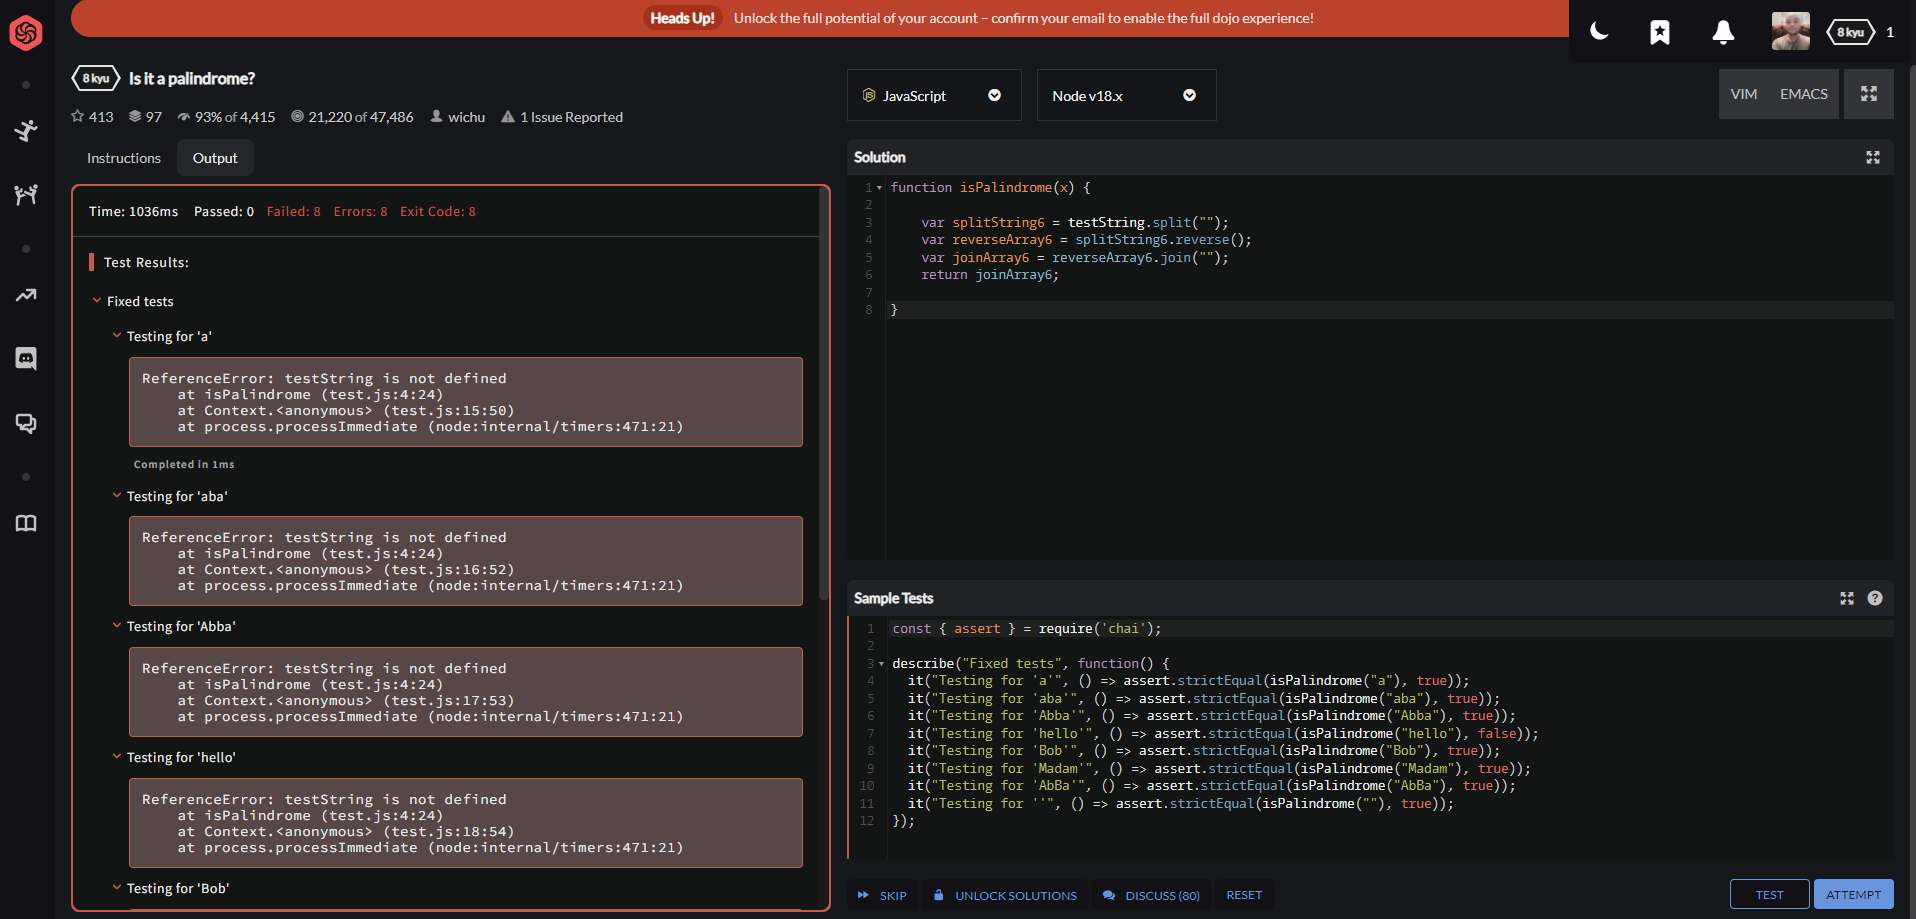 Heads Up! Unlock the full potential of your account – confirm your email to enable the full dojo experience!
8 kyu 1
8 kyu Is it a palindrome?
413 97 93% of 4,415 21,220 of 47,486 wichu 1 Issue Reported
Instructions Output
Time: 1036ms Passed: 0 Failed: 8 Errors: 8 Exit Code: 8
Test Results:
Fixed tests
Testing for 'a'
ReferenceError: testString is not defined
at isPalindrome (test.js:4:24)
at Context.<anonymous> (test.js:15:50)
at process.processImmediate (node:internal/timers:471:21)
Completed in 1ms
Testing for 'aba'
ReferenceError: testString is not defined
at isPalindrome (test.js:4:24)
at Context.<anonymous> (test.js:16:52)
at process.processImmediate (node:internal/timers:471:21)
Testing for 'Abba'
ReferenceError: testString is not defined
at isPalindrome (test.js:4:24)
at Context.<anonymous> (test.js:17:53)
at process.processImmediate (node:internal/timers:471:21)
Testing for 'hello'
ReferenceError: testString is not defined
at isPalindrome (test.js:4:24)
at Context.<anonymous> (test.js:18:54)
at process.processImmediate (node:internal/timers:471:21)
Testing for 'Bob'
JS JavaScript Node v18.x VIM EMACS
Solution
1 function isPalindrome(x) {
2
3 var splitString6 = testString.split("");
4 var reverseArray6 = splitString6.reverse();
5 var joinArray6 = reverseArray6.join("");
6 return joinArray6;
7
8 }
Sample Tests ?
1 const { assert } = require('chai');
2
3 describe("Fixed tests", function() {
4 it("Testing for 'a'", () => assert.strictEqual(isPalindrome("a"), true));
5 it("Testing for 'aba'", () => assert.strictEqual(isPalindrome("aba"), true));
6 it("Testing for 'Abba'", () => assert.strictEqual(isPalindrome("Abba"), true));
7 it("Testing for 'hello'", () => assert.strictEqual(isPalindrome("hello"), false));
8 it("Testing for 'Bob'", () => assert.strictEqual(isPalindrome("Bob"), true));
9 it("Testing for 'Madam'", () => assert.strictEqual(isPalindrome("Madam"), true));
10 it("Testing for 'AbBa'", () => assert.strictEqual(isPalindrome("AbBa"), true));
11 it("Testing for ''", () => assert.strictEqual(isPalindrome(""), true));
12 });
SKIP UNLOCK SOLUTIONS DISCUSS (80) RESET TEST ATTEMPT